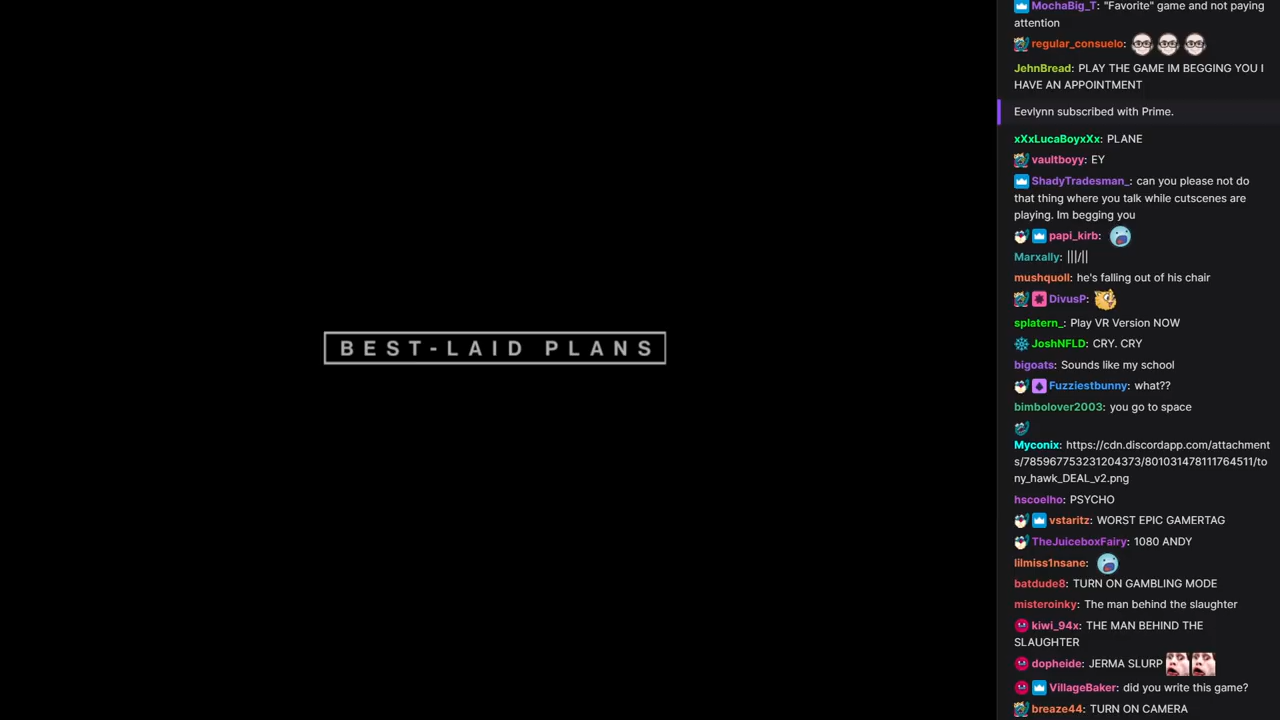 BEST-LAID PLANS
MochaBig_T: "Favorite" game and not paying
attention
regular_consuelo:
JehnBread: PLAY THE GAME IM BEGGING YOU I
HAVE AN APPOINTMENT
Eevlynn subscribed with Prime.
xXxLucaBoyxXx: PLANE
vaultboyy: EY
ShadyTradesman_: can you please not do
that thing where you talk while cutscenes are
playing. Im begging you
papi_kirb:
Marxally: |||/||
mushquoll: he's falling out of his chair
DivusP:
splatern_: Play VR Version NOW
JoshNFLD: CRY. CRY
bigoats: Sounds like my school
Fuzziestbunny: what??
bimbolover2003: you go to space
Myconix: https://cdn.discordapp.com/attachment
s/785967753231204373/801031478111764511/to
ny_hawk_DEAL_v2.png
hscoelho: PSYCHO
vstaritz: WORST EPIC GAMERTAG
TheJuiceboxFairy: 1080 ANDY
lilmiss1nsane:
batdude8: TURN ON GAMBLING MODE
misteroinky: The man behind the slaughter
kiwi_94x: THE MAN BEHIND THE
SLAUGHTER
dopheide: JERMA SLURP
VillageBaker: did you write this game?
breaze44: TURN ON CAMERA